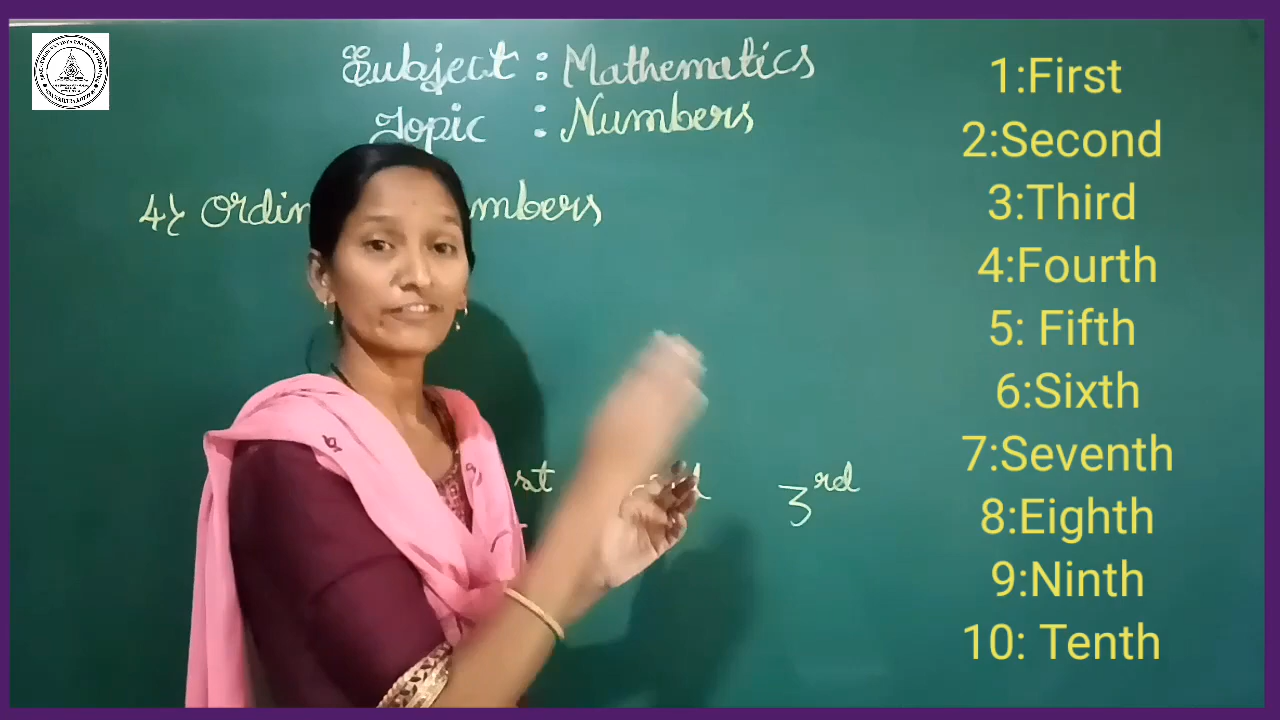 Subject : Mathematics
Topic : Numbers
4} Ordin mbers
st 3rd
1:First
2:Second
3:Third
4:Fourth
5: Fifth
6:Sixth
7:Seventh
8:Eighth
9:Ninth
10: Tenth